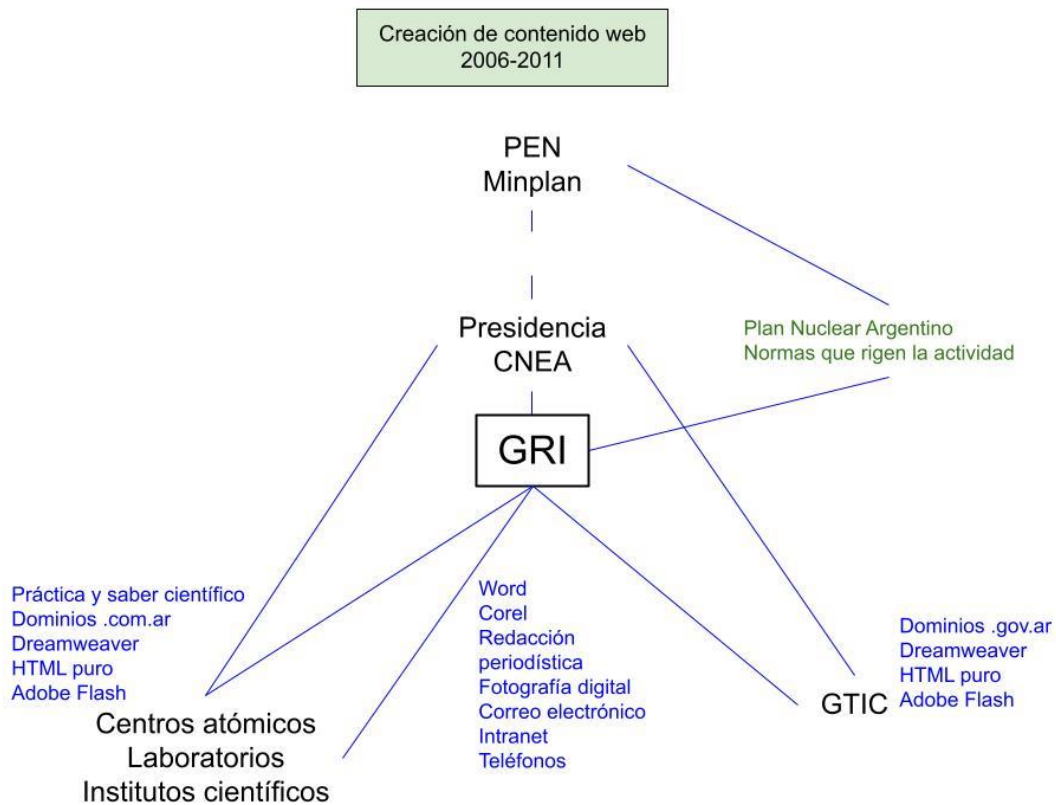 Creación de contenido web
2006-2011
PEN
Minplan
Presidencia
CNEA
Plan Nuclear Argentino
Normas que rigen la actividad
GRI
Práctica y saber científico
Dominios .com.ar
Dreamweaver
HTML puro
Adobe Flash
Centros atómicos
Laboratorios
Institutos científicos
Word
Corel
Redacción
periodística
Fotografía digital
Correo electrónico
Intranet
Teléfonos
GTIC
Dominios .gov.ar
Dreamweaver
HTML puro
Adobe Flash